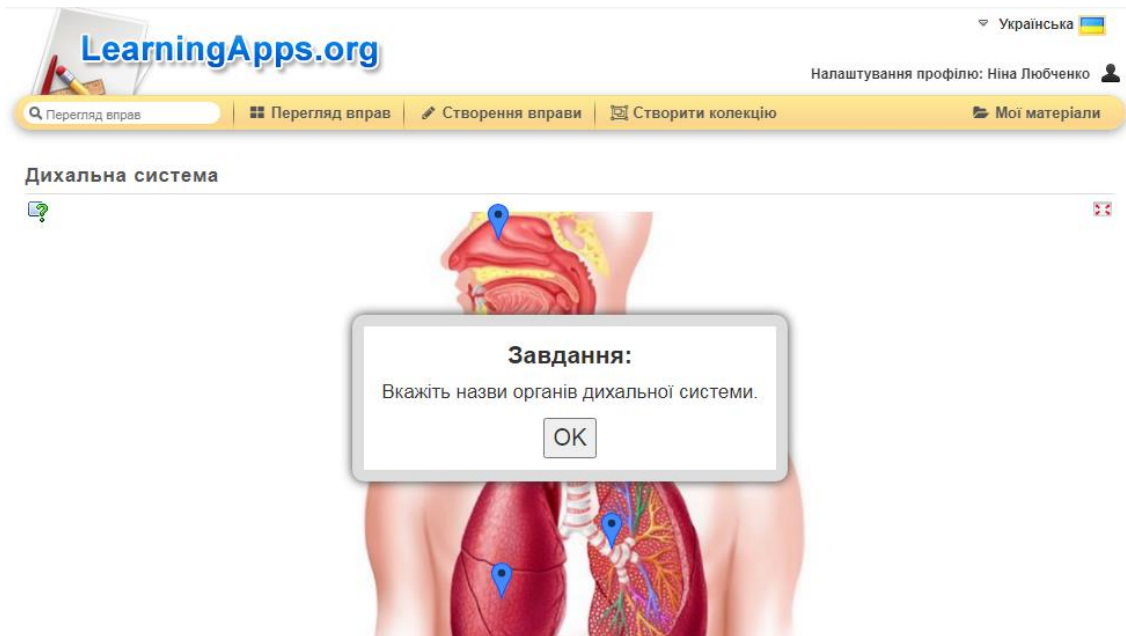 Українська
LearningApps.org
Налаштування профілю: Ніна Любченко
Перегляд вправ
Перегляд вправ
Створення вправи
Створити колекцію
Мої матеріали
Дихальна система
Завдання:
Вкажіть назви органів дихальної системи.
OK